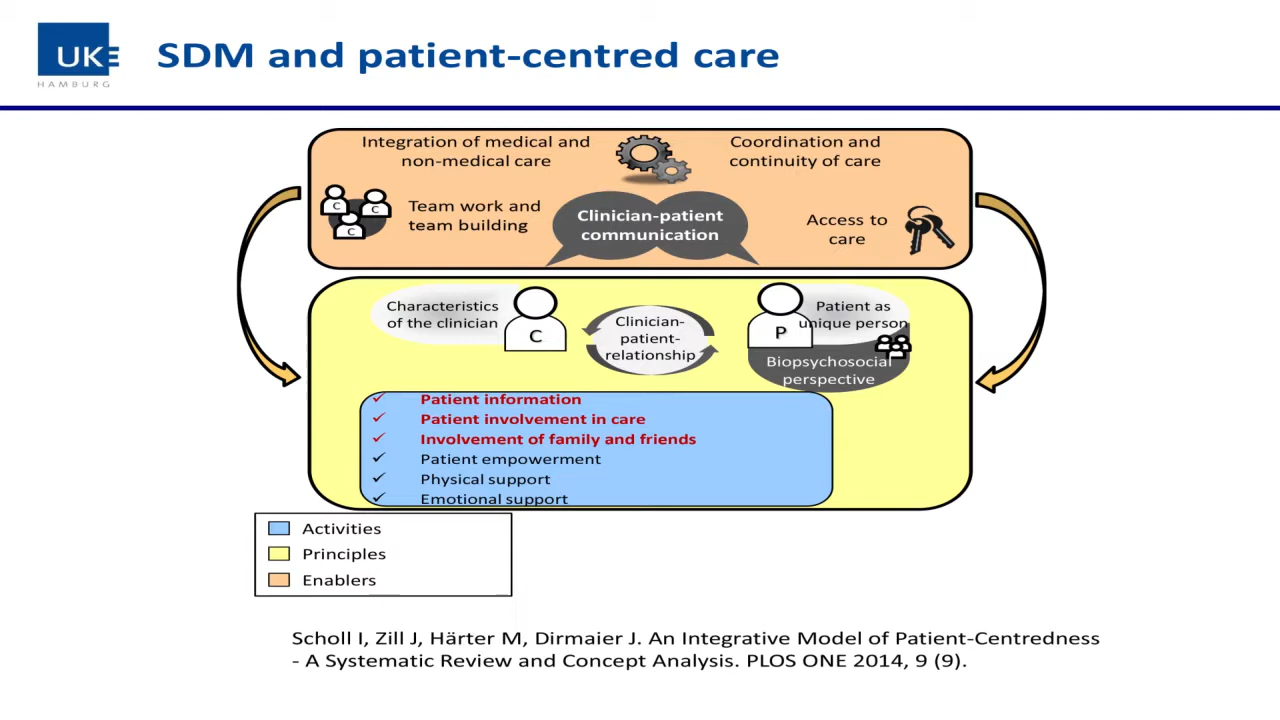 UKE
HAMBURG
SDM and patient-centred care
Integration of medical and
non-medical care
Coordination and
continuity of care
C
C
C
Team work and
team building
Clinician-patient
communication
Access to
care
Characteristics
of the clinician
C
Clinician-
patient-
relationship
P
Patient as
unique person
Biopsychosocial
perspective
✓ Patient information
✓ Patient involvement in care
✓ Involvement of family and friends
✓ Patient empowerment
✓ Physical support
✓ Emotional support
Activities
Principles
Enablers
Scholl I, Zill J, Härter M, Dirmaier J. An Integrative Model of Patient-Centredness
- A Systematic Review and Concept Analysis. PLOS ONE 2014, 9 (9).